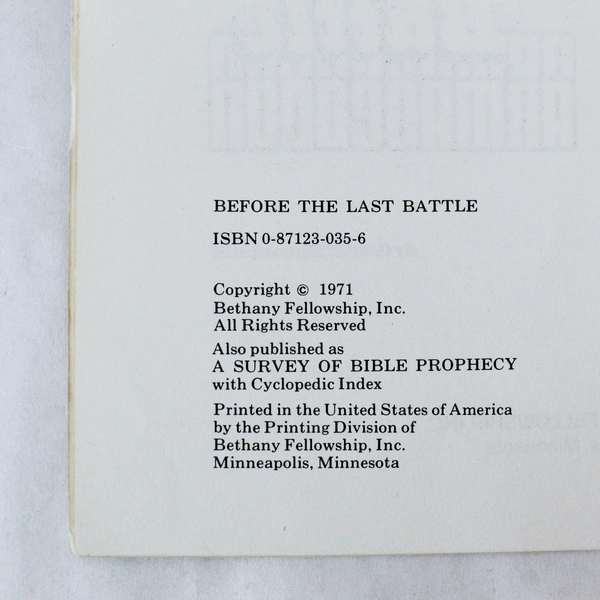 BEFORE THE LAST BATTLE
ISBN 0-87123-035-6
Copyright © 1971
Bethany Fellowship, Inc.
All Rights Reserved
Also published as
A SURVEY OF BIBLE PROPHECY
with Cyclopedic Index
Printed in the United States of America
by the Printing Division of
Bethany Fellowship, Inc.
Minneapolis, Minnesota